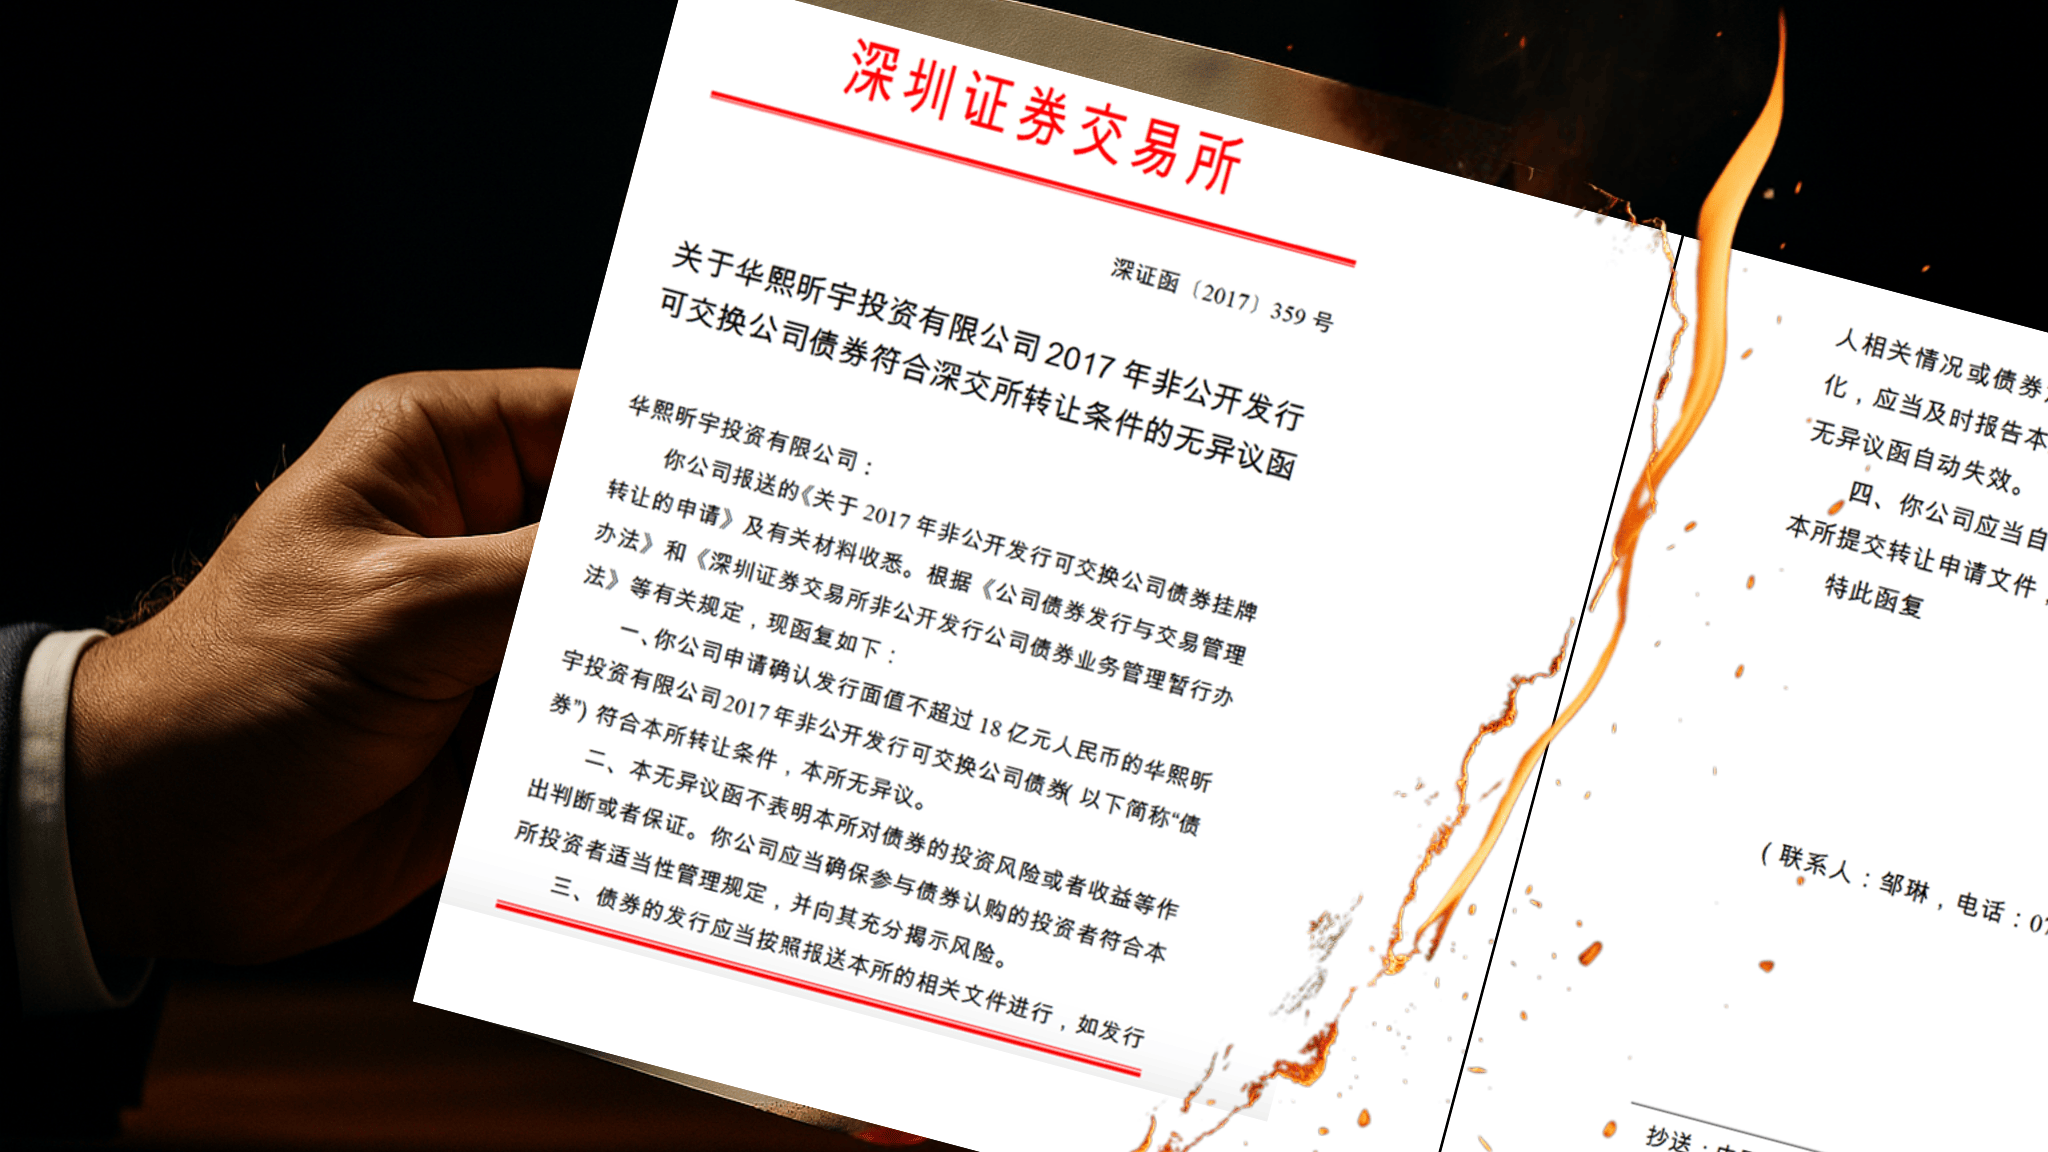 深圳证券交易所
深证函〔2017〕359 号
关于华熙昕宇投资有限公司 2017 年非公开发行
可交换公司债券符合深交所转让条件的无异议函
华熙昕宇投资有限公司：
你公司报送的《关于 2017 年非公开发行可交换公司债券挂牌
转让的申请》及有关材料收悉。根据《公司债券发行与交易管理
办法》和《深圳证券交易所非公开发行公司债券业务管理暂行办
法》等有关规定，现函复如下：
一、你公司申请确认发行面值不超过 18 亿元人民币的华熙昕
宇投资有限公司2017年非公开发行可交换公司债券(以下简称“债
券”)符合本所转让条件，本所无异议。
二、本无异议函不表明本所对债券的投资风险或者收益等作
出判断或者保证。你公司应当确保参与债券认购的投资者符合本
所投资者适当性管理规定，并向其充分揭示风险。
三、债券的发行应当按照报送本所的相关文件进行，如发行
人相关情况或债券
化，应当及时报告本
无异议函自动失效。
四、你公司应当自
本所提交转让申请文件，
特此函复
(联系人：邹琳，电话：07
抄送：